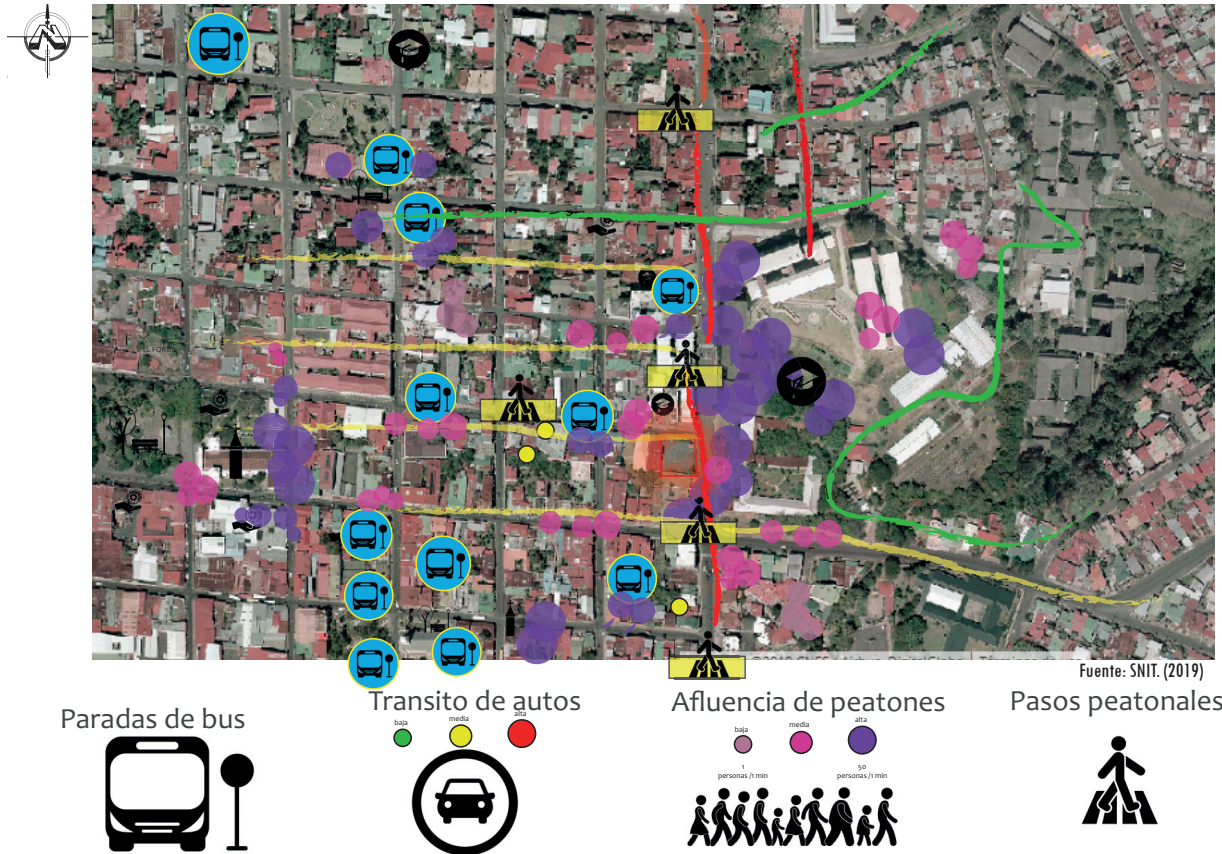 Fuente: SNIT. (2019)
Paradas de bus
Transito de autos
baja
media
alta
Afluencia de peatones
baja
media
alta
1
personas /1 min
50
personas /1 min
Pasos peatonales